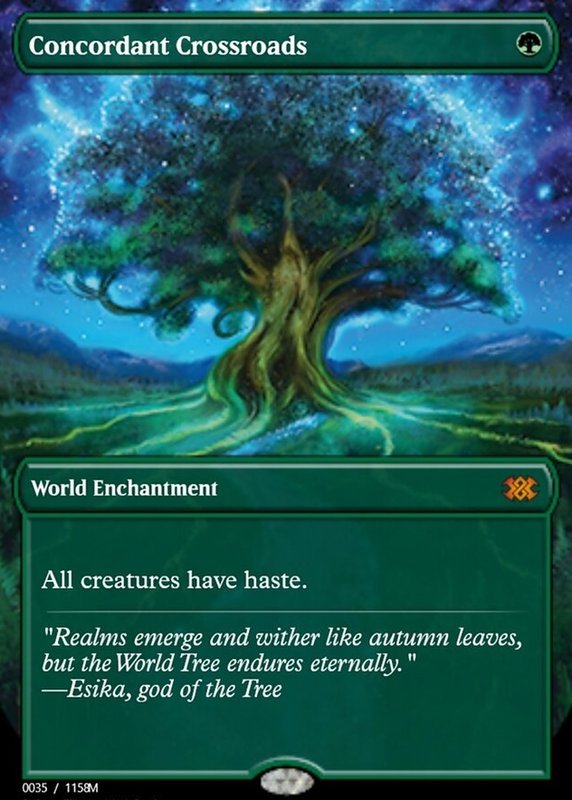 Concordant Crossroads
World Enchantment
All creatures have haste.
"Realms emerge and wither like autumn leaves,
but the World Tree endures eternally."
—Esika, god of the Tree
0035 / 1158M